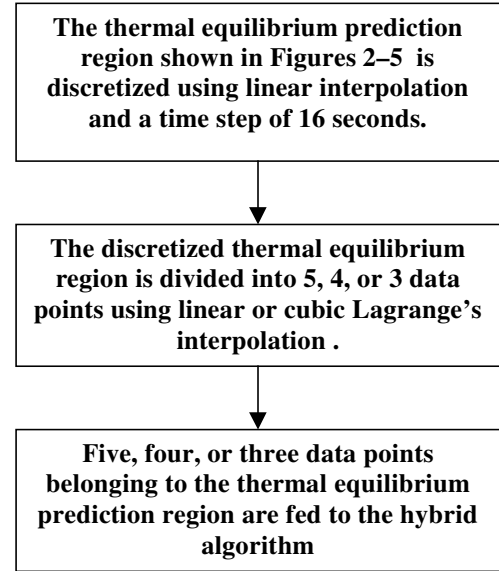 The thermal equilibrium prediction
region shown in Figures 2–5 is
discretized using linear interpolation
and a time step of 16 seconds.
The discretized thermal equilibrium
region is divided into 5, 4, or 3 data
points using linear or cubic Lagrange’s
interpolation .
Five, four, or three data points
belonging to the thermal equilibrium
prediction region are fed to the hybrid
algorithm